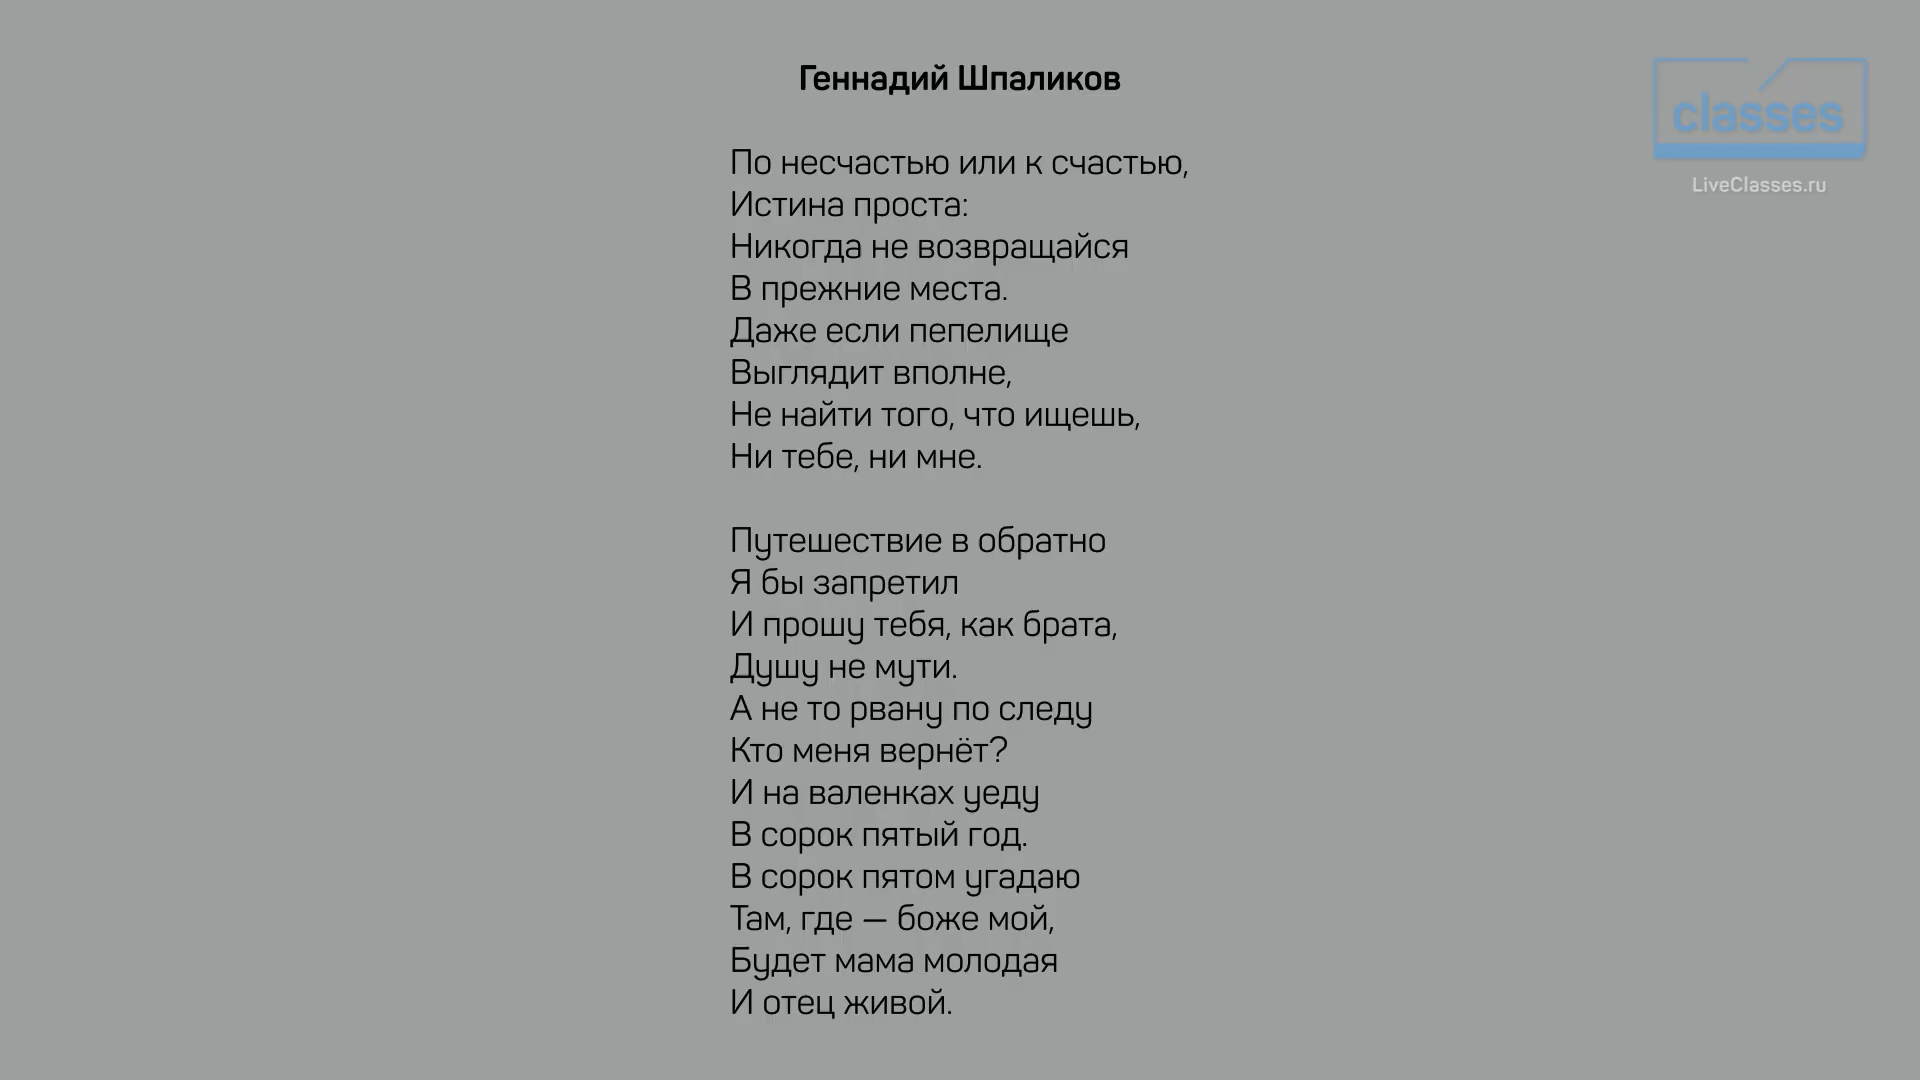 Геннадий Шпаликов
classes
LiveClasses.ru
По несчастью или к счастью,
Истина проста:
Никогда не возвращайся
В прежние места.
Даже если пепелище
Выглядит вполне,
Не найти того, что ищешь,
Ни тебе, ни мне.
Путешествие в обратно
Я бы запретил
И прошу тебя, как брата,
Душу не мути.
А не то рвану по следу
Кто меня вернёт?
И на валенках уеду
В сорок пятый год.
В сорок пятом угадаю
Там, где — боже мой,
Будет мама молодая
И отец живой.